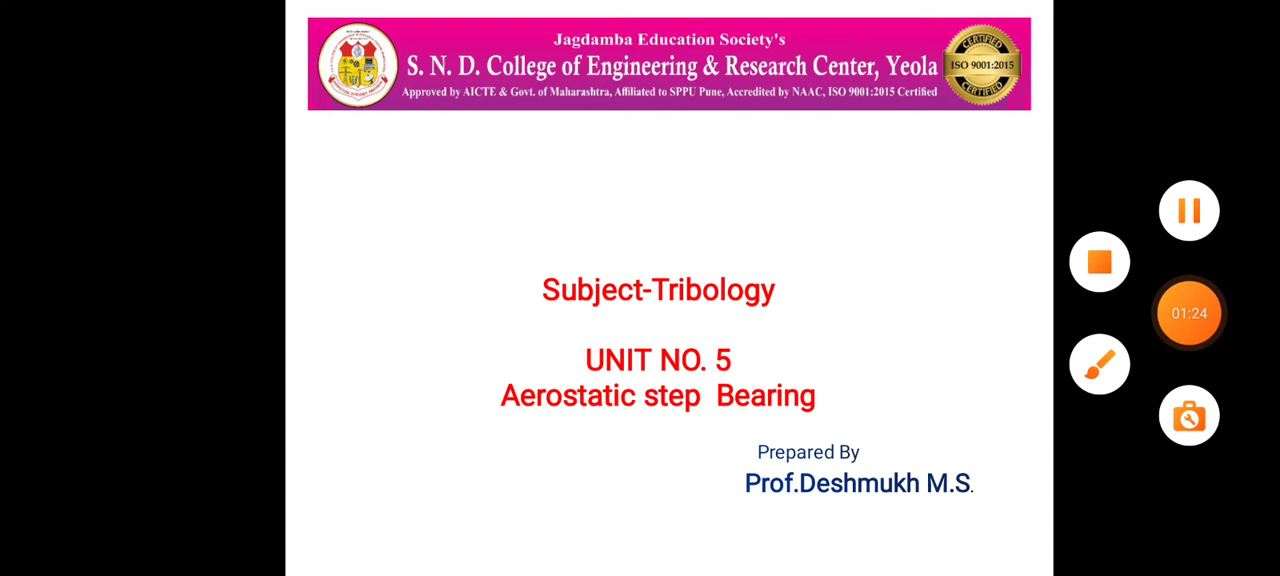 Jagdamba Education Society's
S. N. D. College of Engineering & Research Center, Yeola
Approved by AICTE & Govt. of Maharashtra, Affiliated to SPPU Pune, Accredited by NAAC, ISO 9001:2015 Certified
CERTIFIED
ISO 9001:2015
CERTIFIED
Subject-Tribology
UNIT NO. 5
Aerostatic step Bearing
Prepared By
Prof.Deshmukh M.S.
01:24